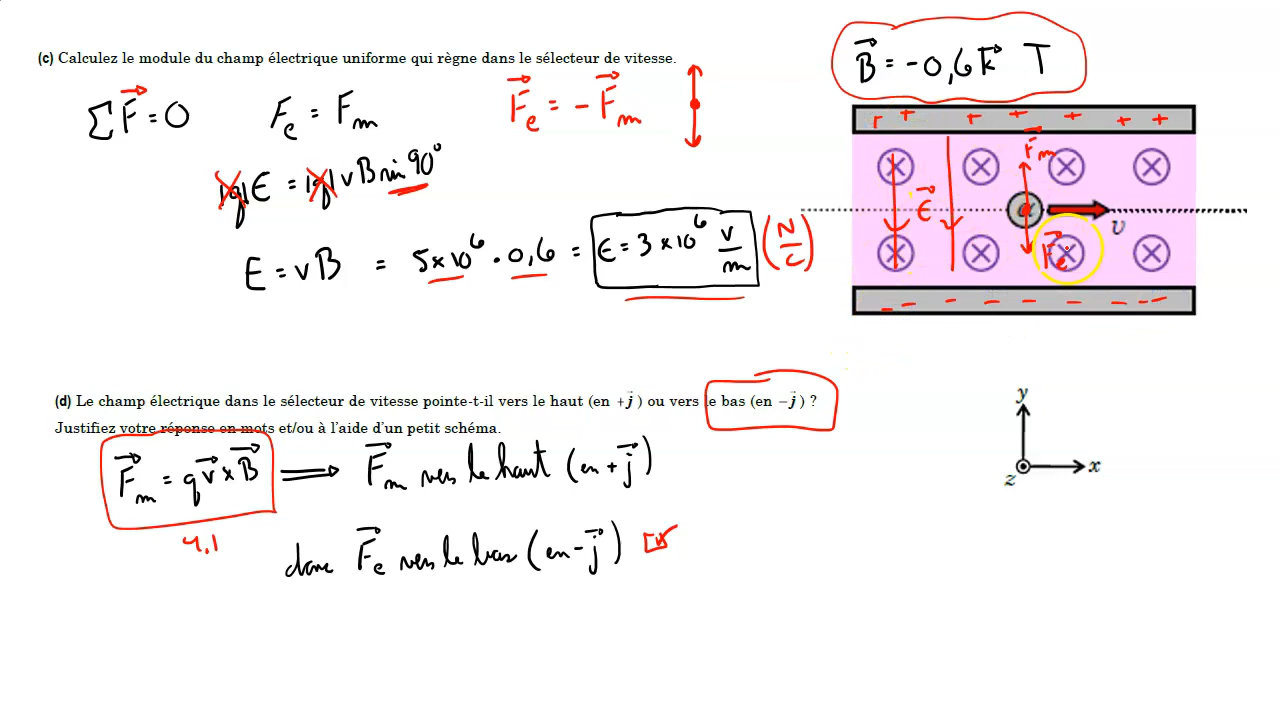 (c) Calculez le module du champ électrique uniforme qui règne dans le sélecteur de vitesse.
B⃗ = -0,6 k⃗ T
ΣF⃗ = 0
Fe = Fm
F⃗e = - F⃗m
|q|E = |q| v B sin 90°
E = vB = 5×10⁶ · 0,6 = E = 3×10⁶ V/m (N/C)
+ + + + + + +
F⃗m
E⃗
α
v
F⃗e
- - - - - - - -
(d) Le champ électrique dans le sélecteur de vitesse pointe-t-il vers le haut (en +j⃗ ) ou vers le bas (en −j⃗ ) ?
Justifiez votre réponse en mots et/ou à l'aide d'un petit schéma.
y
z
x
F⃗m = q v⃗ × B⃗ ⟹ F⃗m vers le haut (en + j⃗)
4.1
donc F⃗e vers le bas (en - j⃗)